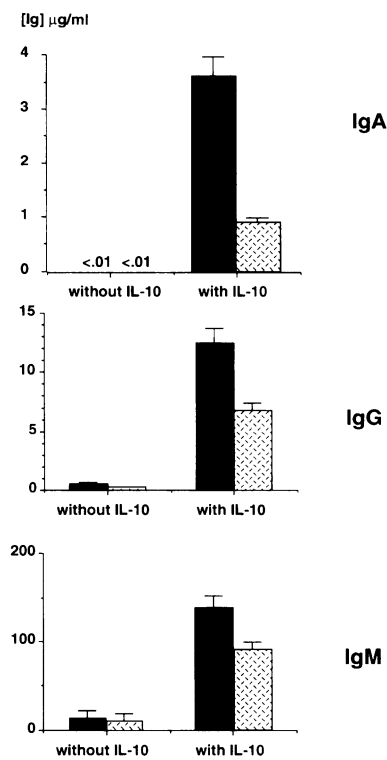 [Ig] µg/ml
4
3
2
1
0
<.01 <.01
without IL-10 with IL-10
IgA
15
10
5
0
without IL-10 with IL-10
IgG
200
100
0
without IL-10 with IL-10
IgM